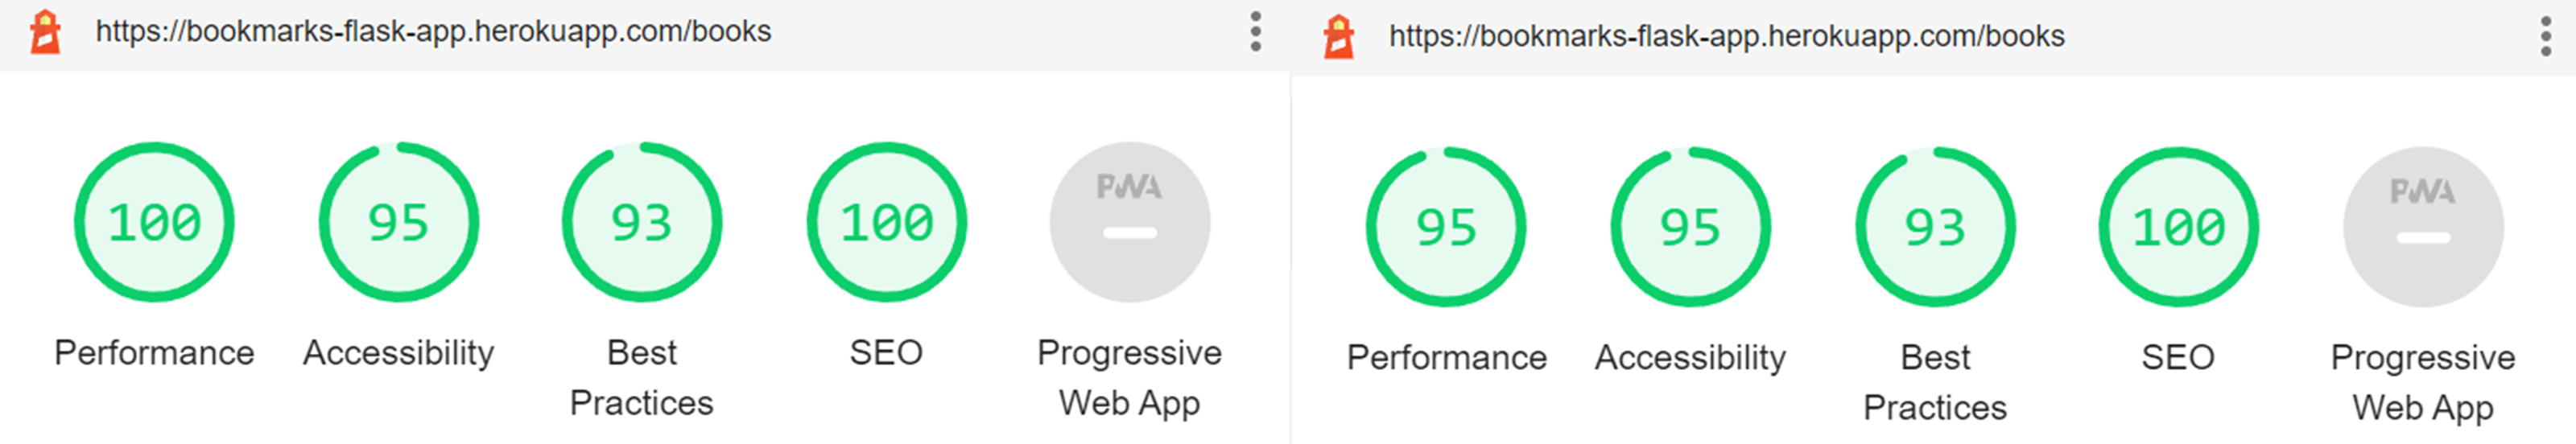 https://bookmarks-flask-app.herokuapp.com/books
100
95
93
100
PWA
Performance
Accessibility
Best
Practices
SEO
Progressive
Web App
https://bookmarks-flask-app.herokuapp.com/books
95
95
93
100
PWA
Performance
Accessibility
Best
Practices
SEO
Progressive
Web App